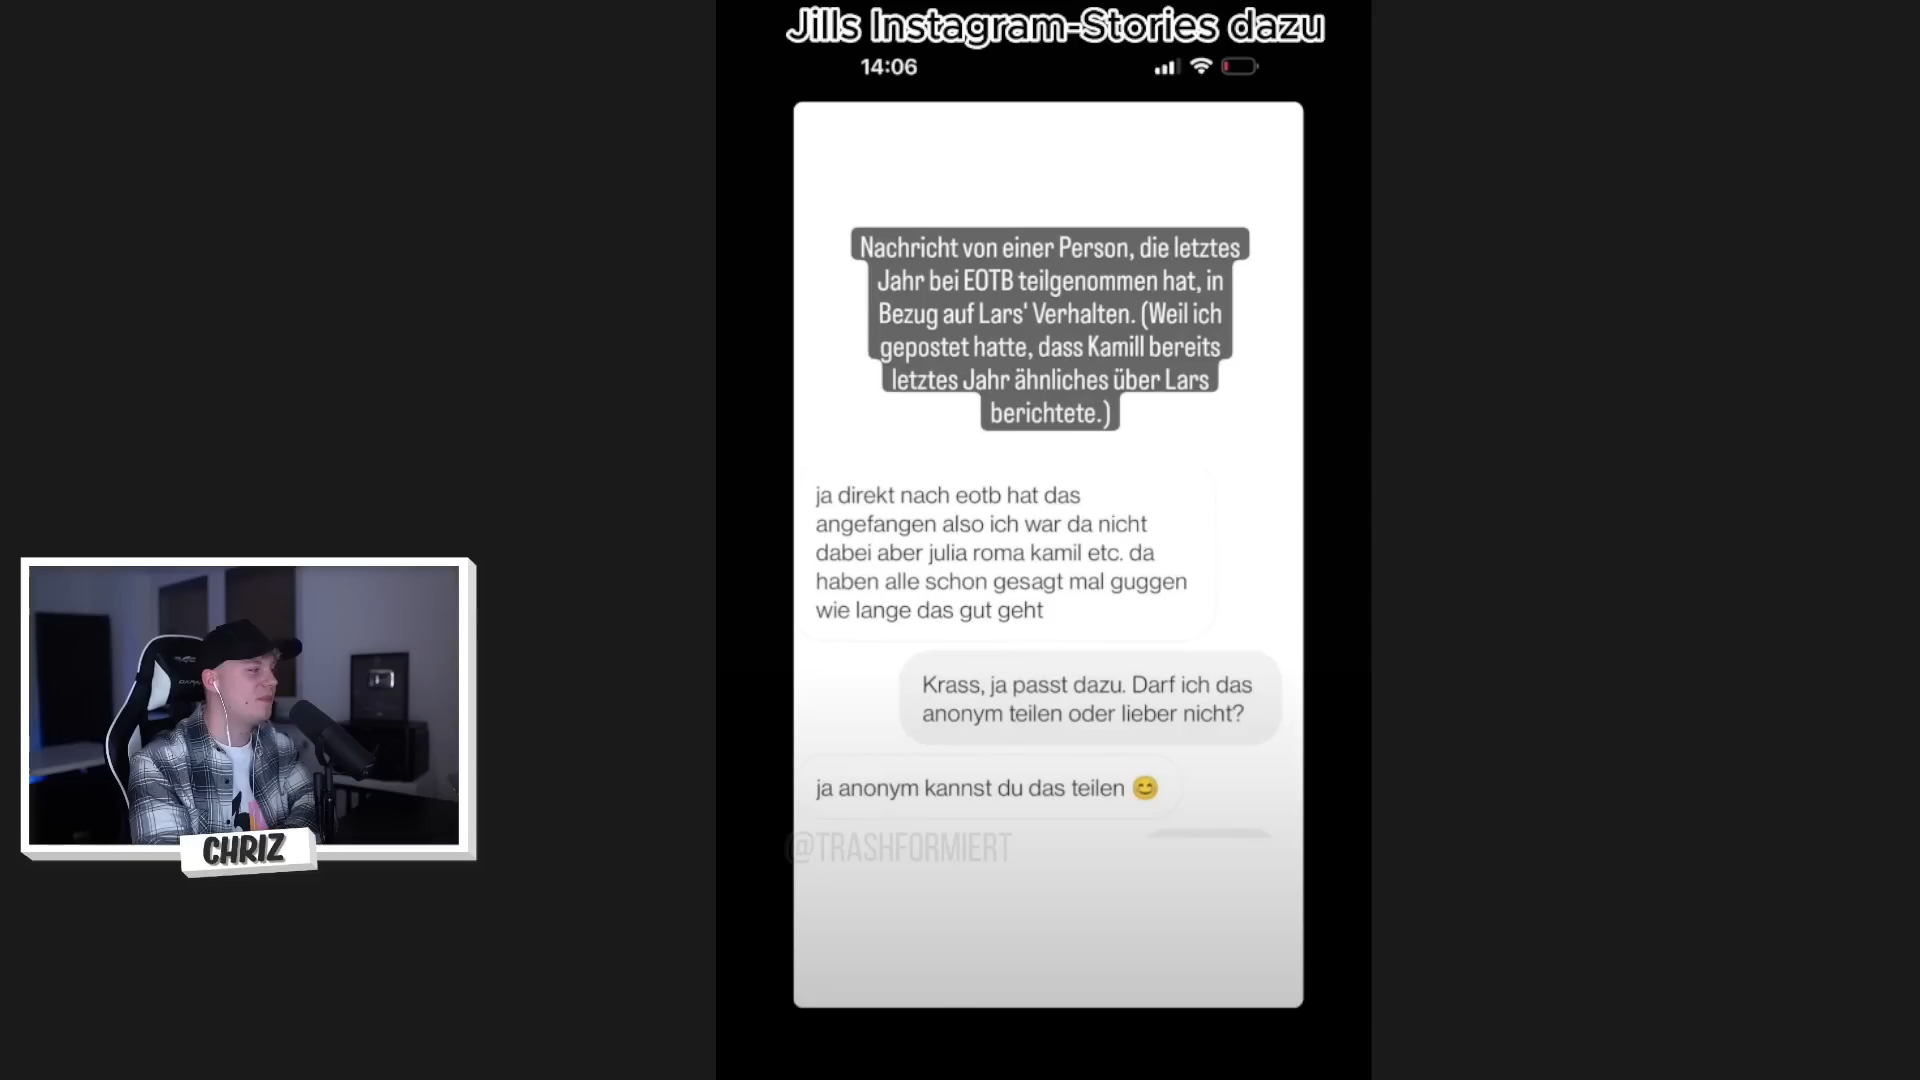 Jills Instagram-Stories dazu
14:06
Nachricht von einer Person, die letztes
Jahr bei EOTB teilgenommen hat, in
Bezug auf Lars' Verhalten. (Weil ich
gepostet hatte, dass Kamill bereits
letztes Jahr ähnliches über Lars
berichtete.)
ja direkt nach eotb hat das
angefangen also ich war da nicht
dabei aber julia roma kamil etc. da
haben alle schon gesagt mal guggen
wie lange das gut geht
Krass, ja passt dazu. Darf ich das
anonym teilen oder lieber nicht?
ja anonym kannst du das teilen 😊
@TRASHFORMIERT
CHRIZ